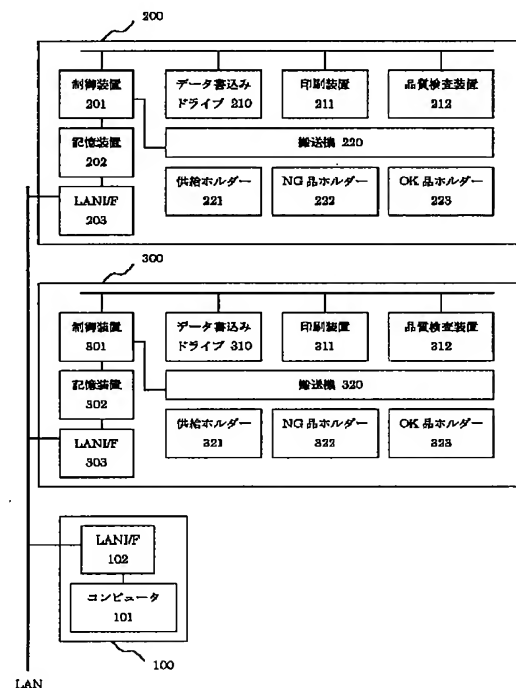 200
制御装置
201
データ書込み
ドライブ 210
印刷装置
211
品質検査装置
212
搬送機 220
記憶装置
202
供給ホルダー
221
NG 品ホルダー
222
OK 品ホルダー
223
LANI/F
203
300
制御装置
301
データ書込み
ドライブ 310
印刷装置
311
品質検査装置
312
搬送機 320
記憶装置
302
供給ホルダー
321
NG 品ホルダー
322
OK 品ホルダー
323
LANI/F
303
LANI/F
102
コンピュータ
101
100
LAN